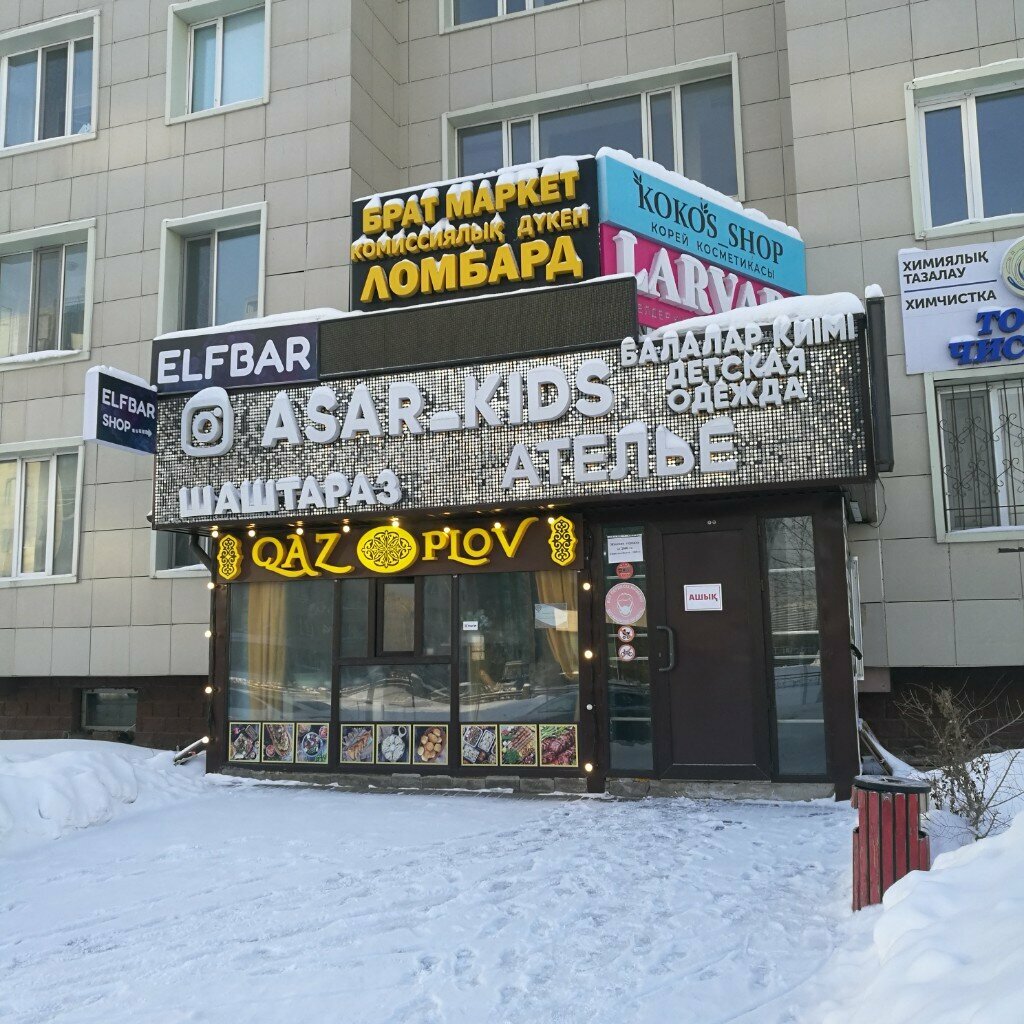 БРАТ МАРКЕТ
КОМИССИЯЛЫҚ ДҮКЕН
ЛОМБАРД
KOKO'S_SHOP
КОРЕЙ КОСМЕТИКАСЫ
ХИМИЯЛЫҚ
ТАЗАЛАУ
ХИМЧИСТКА
ELFBAR
ELFBAR
SHOP
ASAR_KIDS
БАЛАЛАР КИІМІ
ДЕТСКАЯ
ОДЕЖДА
АТЕЛЬЕ
ШАШТАРАЗ
QAZ PLOV
АШЫҚ